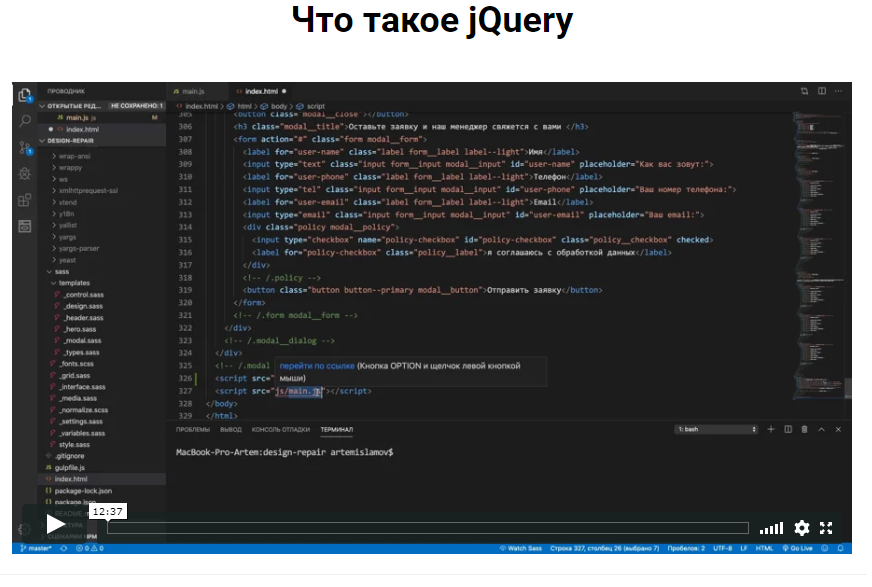 Что такое jQuery
ПРОВОДНИК
ОТКРЫТЫЕ РЕД... НЕ СОХРАНЕНО: 1
main.js js M
index.html
DESIGN-REPAIR
wrap-ansi
wrappy
ws
xmlhttprequest-ssl
xtend
y18n
yallist
yargs
yargs-parser
yeast
sass
templates
_control.sass
_design.sass
_header.sass
_hero.sass
_modal.sass
_types.sass
_fonts.scss
_grid.sass
_interface.sass
_media.sass
_normalize.scss
_settings.sass
_variables.sass
style.sass
.gitignore
gulpfile.js
index.html
package-lock.json
package.json
main.js index.html
index.html > html > body > script
305 <button class="modal__close"></button>
306 <h3 class="modal__title">Оставьте заявку и наш менеджер свяжется с вами </h3>
307 <form action="#" class="form modal__form">
308 <label for="user-name" class="label form__label label--light">Имя</label>
309 <input type="text" class="input form__input modal__input" id="user-name" placeholder="Как вас зовут:">
310 <label for="user-phone" class="label form__label label--light">Телефон</label>
311 <input type="tel" class="input form__input modal__input" id="user-phone" placeholder="Ваш номер телефона:">
312 <label for="user-email" class="label form__label label--light">Email</label>
313 <input type="email" class="input form__input modal__input" id="user-email" placeholder="Ваш email:">
314 <div class="policy modal__policy">
315 <input type="checkbox" name="policy-checkbox" id="policy-checkbox" class="policy__checkbox" checked>
316 <label for="policy-checkbox" class="policy__label">я соглашаюсь с обработкой данных</label>
317 </div>
318 <!-- /.policy -->
319 <button class="button button--primary modal__button">Отправить заявку</button>
320 </form>
321 <!-- /.form modal__form -->
322 </div>
323 <!-- /.modal__dialog -->
324 </div>
325 <!-- /.modal
перейти по ссылке (Кнопка OPTION и щелчок левой кнопкой
мыши)
326 <script src="
327 <script src="js/main.js"></script>
328 </body>
329 </html>
ПРОБЛЕМЫ ВЫВОД КОНСОЛЬ ОТЛАДКИ ТЕРМИНАЛ 1: bash
MacBook-Pro-Artem:design-repair artemislamov$
12:37
master* 0 0 Watch Sass Строка 327, столбец 26 (выбрано 7) Пробелов: 2 UTF-8 LF HTML Go Live